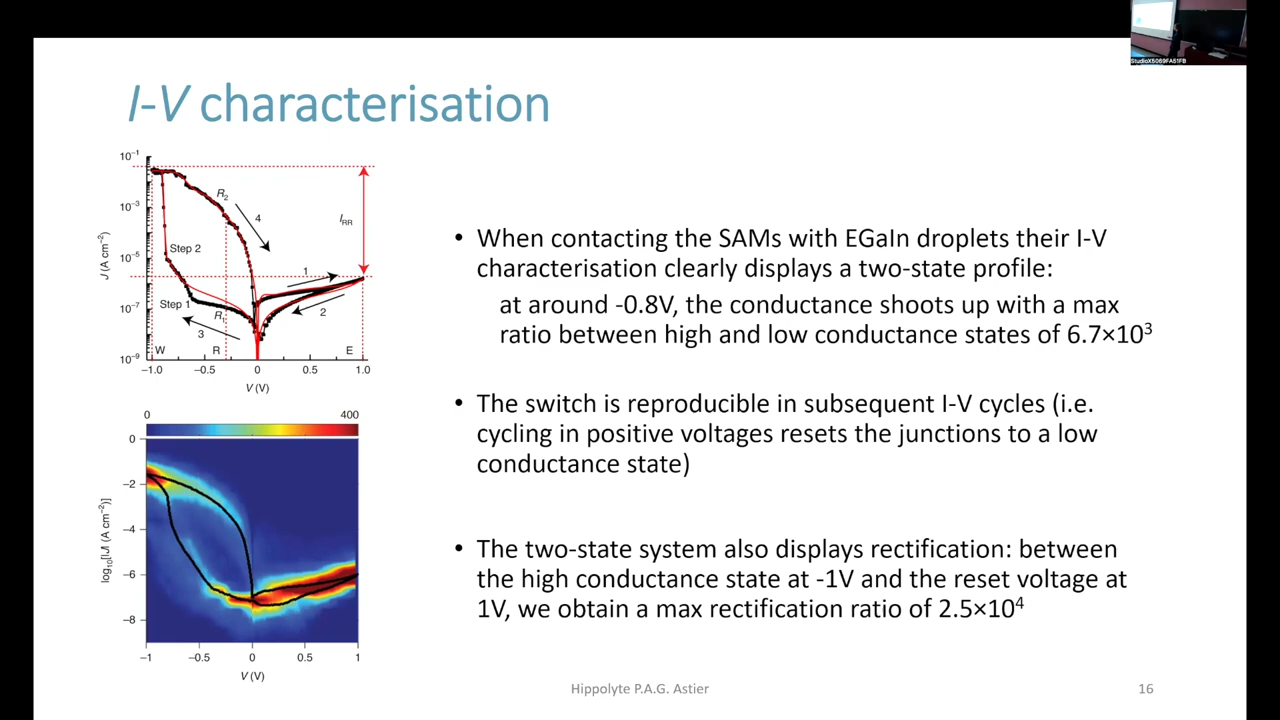 StudioX5069FA51FB
I-V characterisation
10⁻¹
10⁻³
10⁻⁵
10⁻⁷
10⁻⁹
J (A cm⁻²)
R₂
4
I_RR
Step 2
1
Step 1
R₁
2
3
W
R
E
−1.0
−0.5
0
0.5
1.0
V (V)
0
400
0
−2
−4
−6
−8
log₁₀[|J| (A cm⁻²)]
−1
−0.5
0
0.5
1
V (V)
• When contacting the SAMs with EGaIn droplets their I-V
characterisation clearly displays a two-state profile:
at around -0.8V, the conductance shoots up with a max
ratio between high and low conductance states of 6.7×10³
• The switch is reproducible in subsequent I-V cycles (i.e.
cycling in positive voltages resets the junctions to a low
conductance state)
• The two-state system also displays rectification: between
the high conductance state at -1V and the reset voltage at
1V, we obtain a max rectification ratio of 2.5×10⁴
Hippolyte P.A.G. Astier
16